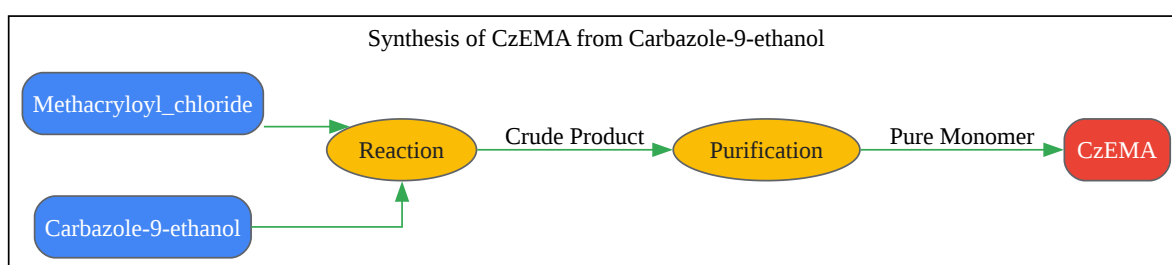 Synthesis of CzEMA from Carbazole-9-ethanol
Methacryloyl_chloride
Reaction
Crude Product
Purification
Pure Monomer
CzEMA
Carbazole-9-ethanol